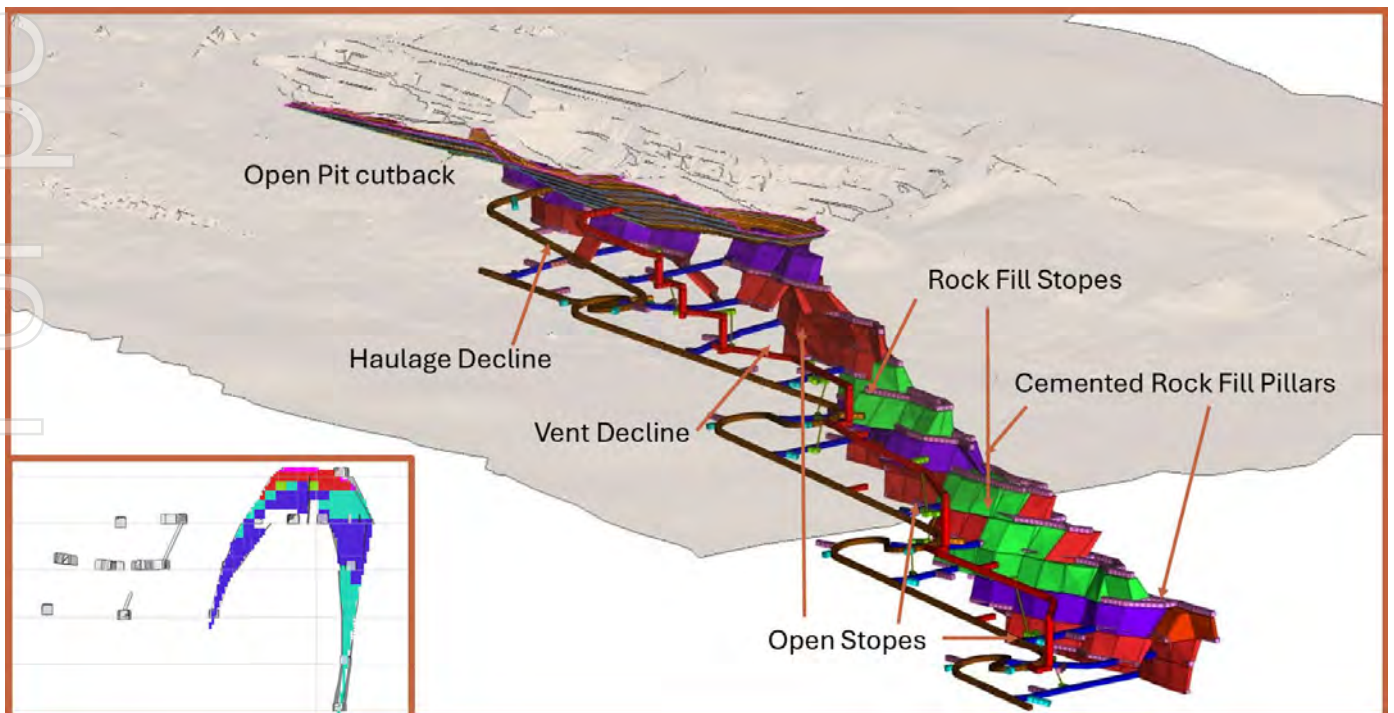 Open Pit cutback
Rock Fill Stopes
Haulage Decline
Cemented Rock Fill Pillars
Vent Decline
Open Stopes